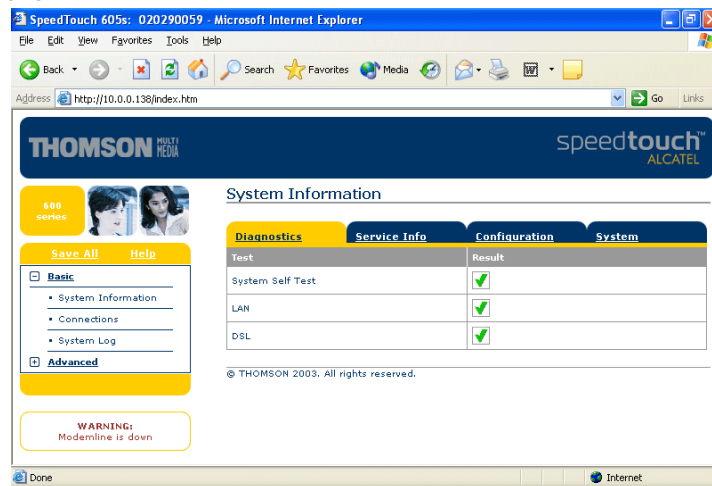 SpeedTouch 605s: 020290059 - Microsoft Internet Explorer
File Edit View Favorites Tools Help
Back Search Favorites Media
Address http://10.0.0.138/index.htm Go Links
THOMSON MULTI MEDIA
speedtouch™
ALCATEL
600 series
System Information
Save All Help
Diagnostics Service Info Configuration System
Test Result
Basic
System Self Test
System Information
LAN
Connections
System Log
DSL
Advanced
© THOMSON 2003. All rights reserved.
WARNING:
Modemline is down
Done Internet